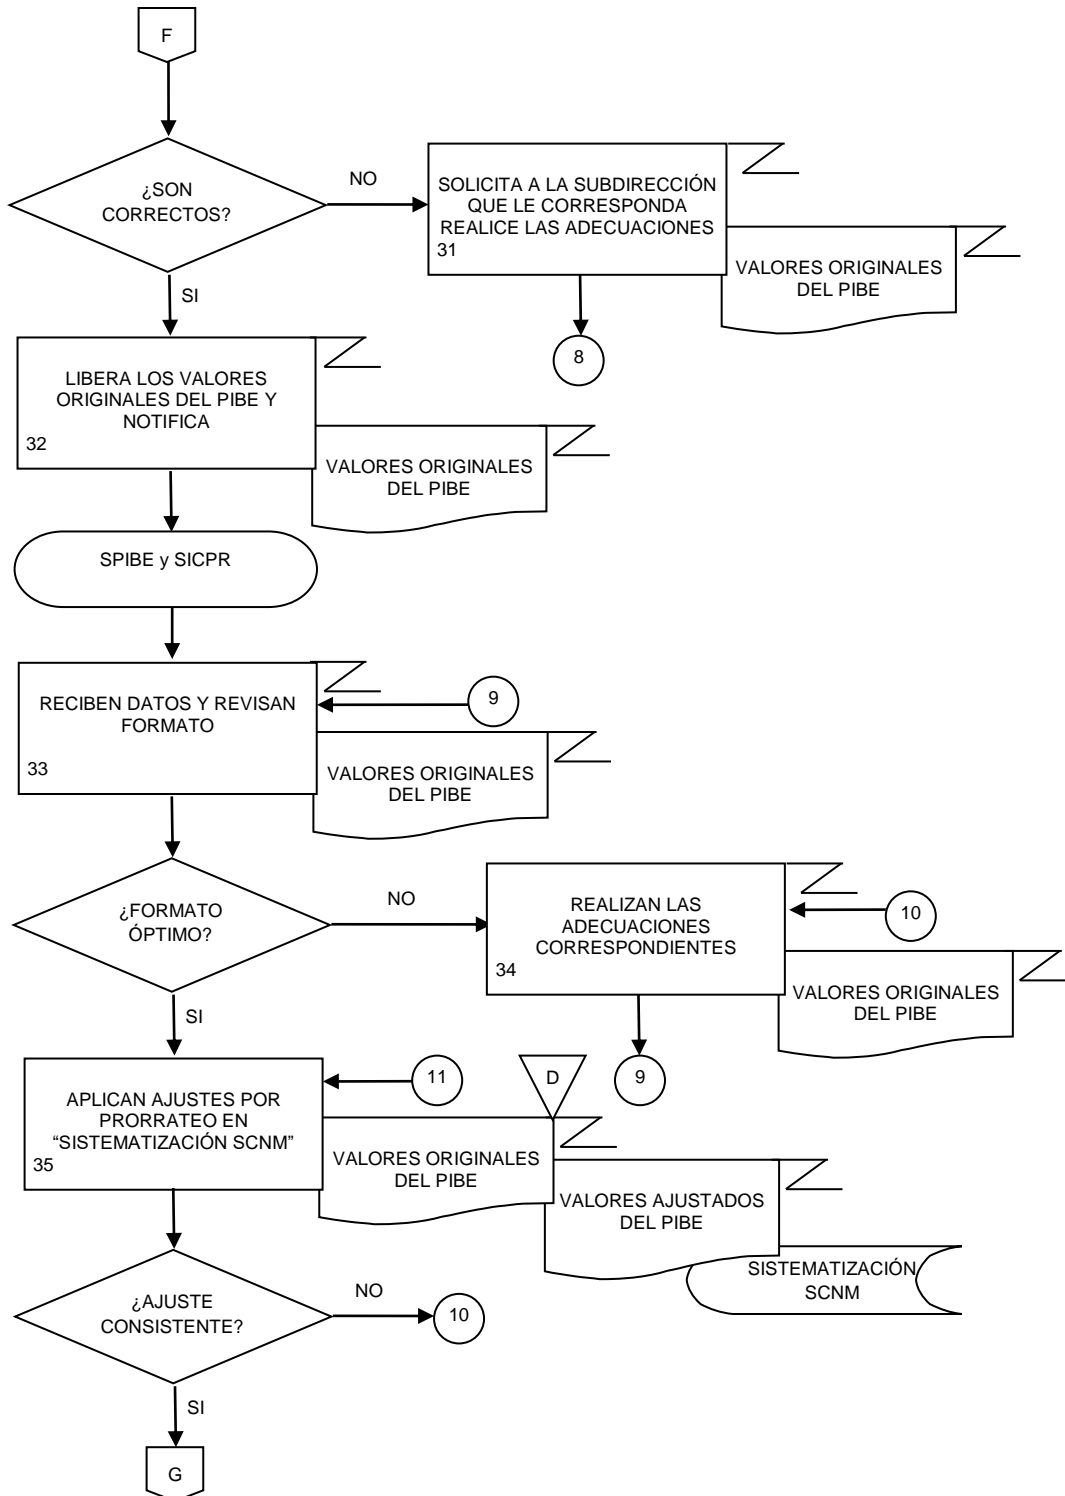 F
¿SON
CORRECTOS?
NO
SOLICITA A LA SUBDIRECCIÓN
QUE LE CORRESPONDA
REALICE LAS ADECUACIONES
31
VALORES ORIGINALES
DEL PIBE
8
SI
LIBERA LOS VALORES
ORIGINALES DEL PIBE Y
NOTIFICA
32
VALORES ORIGINALES
DEL PIBE
SPIBE y SICPR
RECIBEN DATOS Y REVISAN
FORMATO
33
9
VALORES ORIGINALES
DEL PIBE
¿FORMATO
ÓPTIMO?
NO
REALIZAN LAS
ADECUACIONES
CORRESPONDIENTES
34
10
VALORES ORIGINALES
DEL PIBE
9
SI
APLICAN AJUSTES POR
PRORRATEO EN
“SISTEMATIZACIÓN SCNM”
35
11
D
VALORES ORIGINALES
DEL PIBE
VALORES AJUSTADOS
DEL PIBE
SISTEMATIZACIÓN
SCNM
¿AJUSTE
CONSISTENTE?
NO
10
SI
G